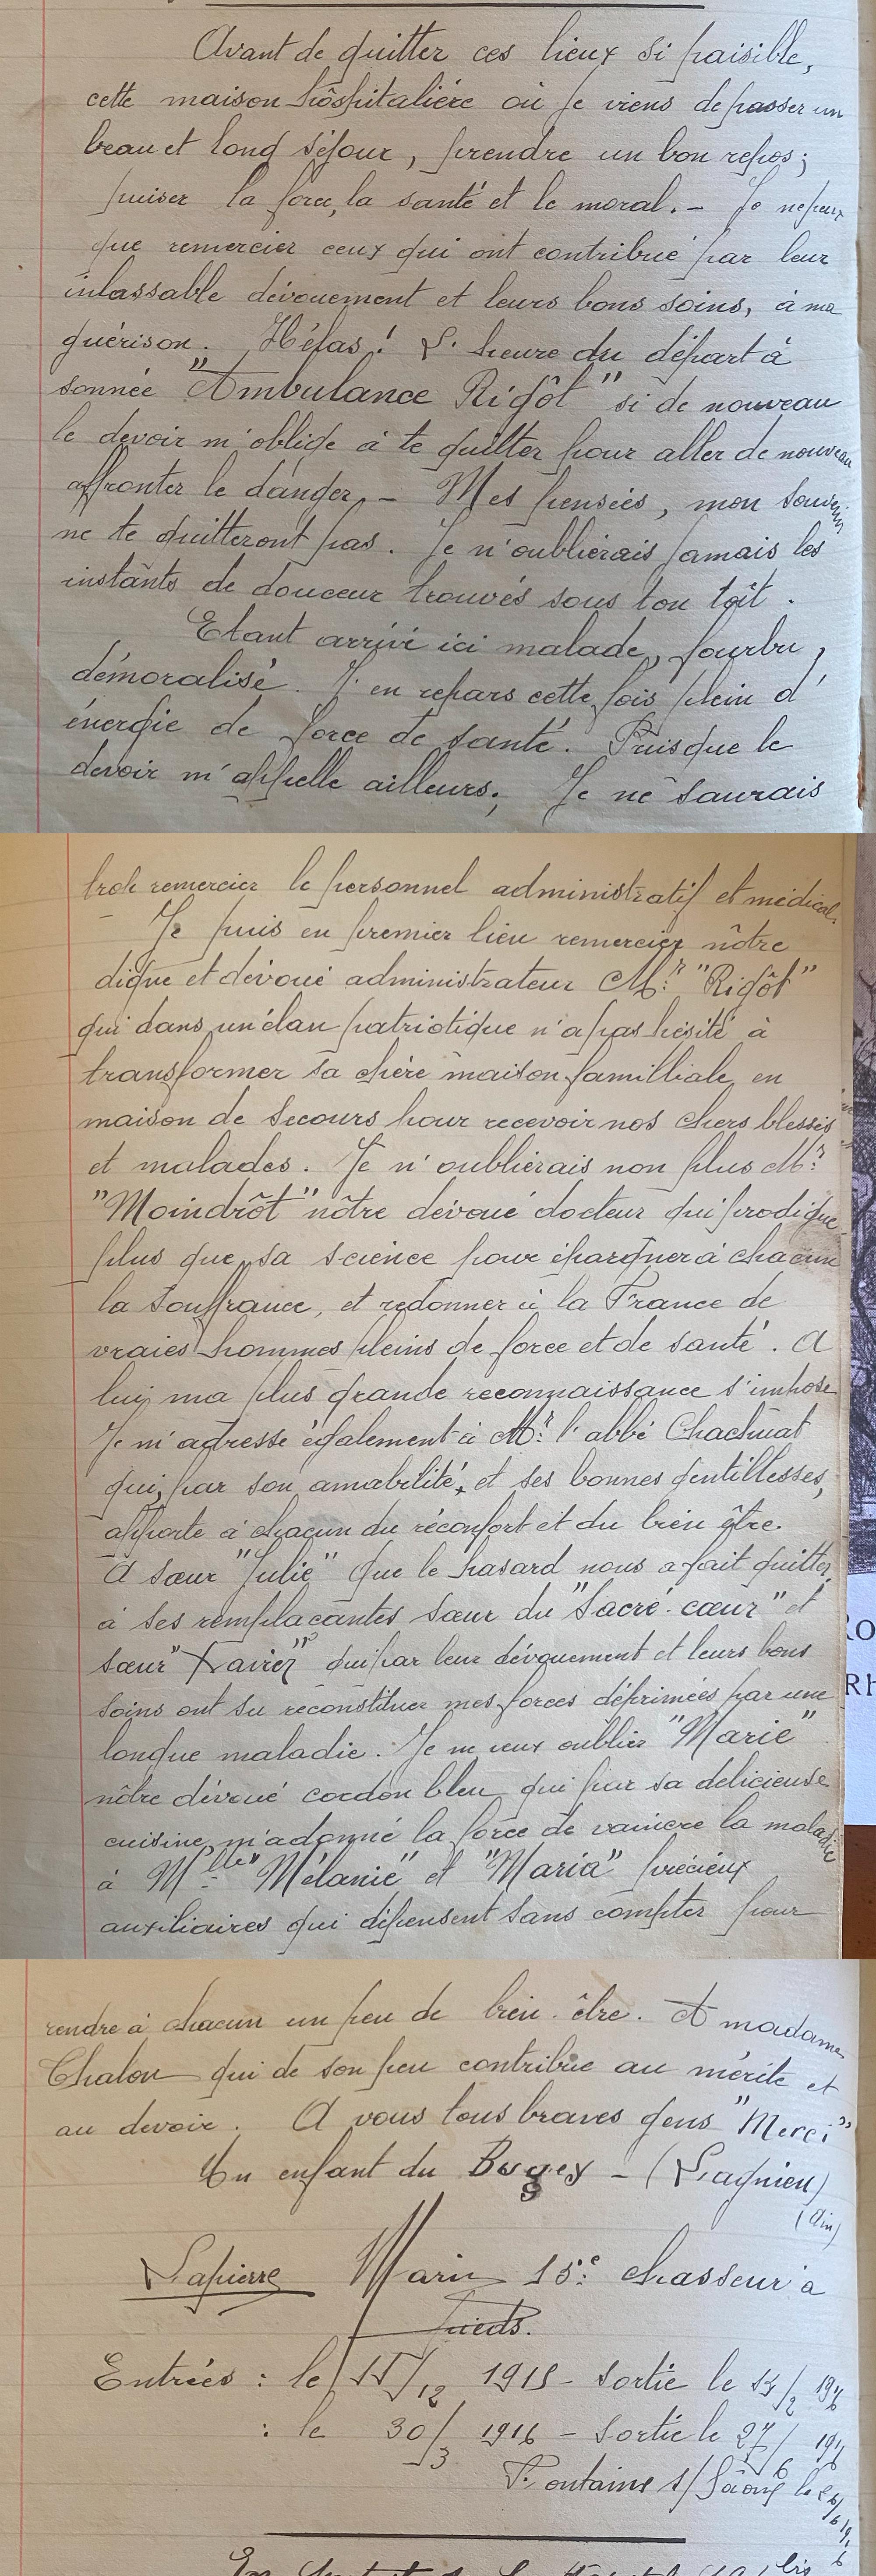 Avant de quitter ces lieux si paisible,
cette maison hôspitalière où je viens de passer un
beau et long séjour, prendre un bon repos;
puiser la force, la santé et le moral. - Je ne peux
que remercier ceux qui ont contribué par leur
inlassable dévouement et leurs bons soins, à ma
guérison. Hélas! L'heure du départ à
sonnée "Ambulance Rigôt" si de nouveau
le devoir m'oblige à te quitter pour aller de nouveau
affronter le danger. - Mes pensées, mon souvenir
ne te quitteront pas. Je n'oublierais jamais les
instants de douceur trouvés sous ton toît.
Etant arrivé ici malade, fourbu,
démoralisé. J'en repars cette fois plein d'
énergie de force de santé. Puisque le
devoir m'appelle ailleurs; Je ne saurais
trop remercier le personnel administratif et médical.
- Je puis en premier lieu remercier nôtre
digne et dévoué administrateur Mr "Rigôt"
qui dans un élan patriotique n'a pas hésité à
transformer sa chère maison familliale en
maison de secours pour recevoir nos chers blessés
et malades. Je n'oublierais non plus Mr
"Moindrôt" nôtre dévoué docteur qui prodigue
plus que sa science pour épargner à chacun
la souffrance, et redonner à la France de
vraies hommes pleins de force et de santé. A
lui, ma plus grande reconnaissance s'impose
Je m'adresse également à Mr l'abbé
qui, par son amabilité, et ses bonnes gentillesses,
apporte à chacun du réconfort et du bien être.
A sœur "Julie" que le hasard nous a fait quitter,
à ses remplaçantes sœur du "Sacré-cœur" et
sœur "Xavier" qui par leur dévouement et leurs bons
soins ont su reconstituer mes forces déprimées par une
longue maladie. Je ne veux oublier "Marie"
nôtre dévoué cordon bleu qui par sa delicieuse
cuisine, m'a donné la force de vaincre la maladie
à Mlle "Mélanie" et "Maria" précieux
auxiliaires qui dépensent sans compter pour
rendre à chacun un peu de bien-être. A madame
Chalon qui de son peu contribue au mérite et
au devoir. A vous tous braves gens "Merci"
Un enfant du Bugey - (Lagnieu)
(Ain)
Lapierre Marin 15e chasseur à
pieds.
Entrées : le 15/12 1915 - Sortie le 13/2 1916
: le 30/3 1916 - Sortie le 27/6 1916
Fontaine s/ Saône le